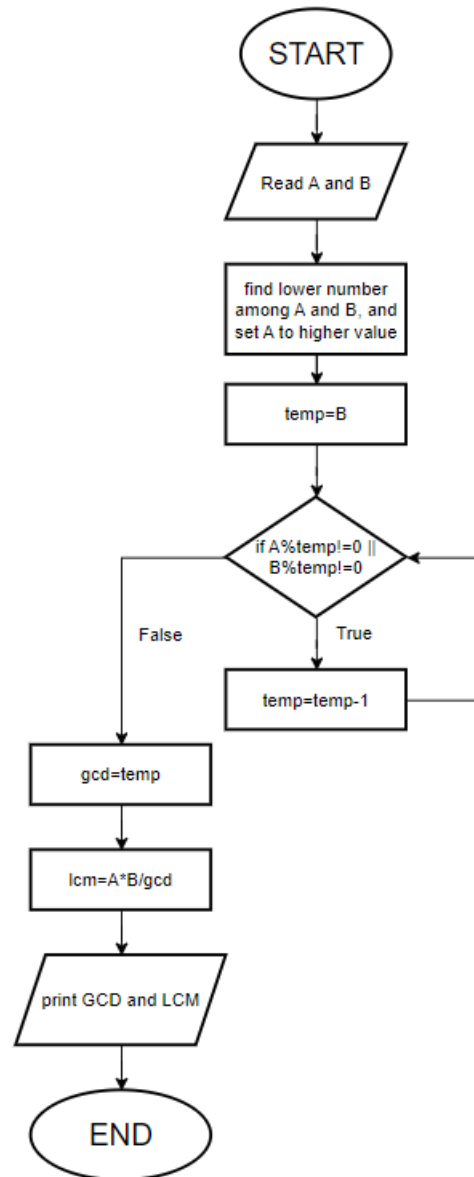 START
Read A and B
find lower number
among A and B, and
set A to higher value
temp=B
if A%temp!=0 ||
B%temp!=0
False
True
temp=temp-1
gcd=temp
lcm=A*B/gcd
print GCD and LCM
END